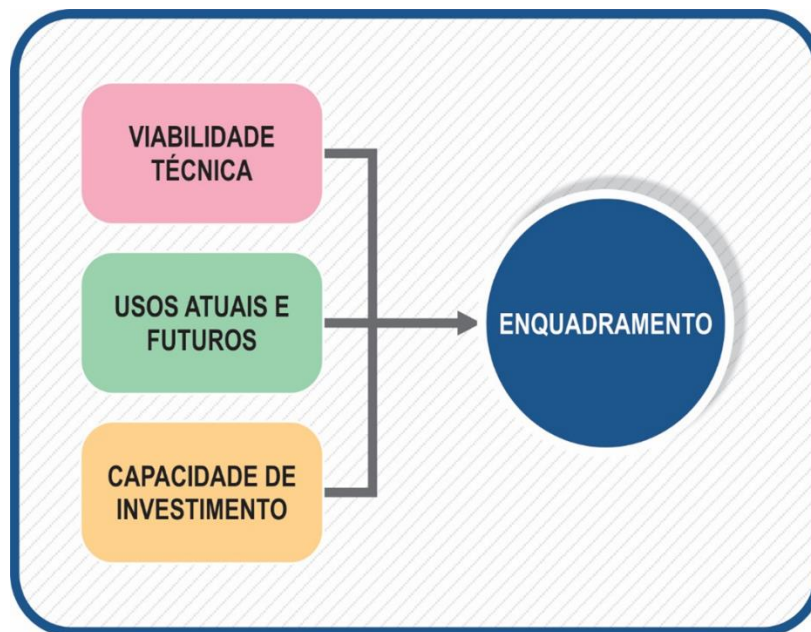 VIABILIDADE
TÉCNICA
USOS ATUAIS E
FUTUROS
CAPACIDADE DE
INVESTIMENTO
ENQUADRAMENTO